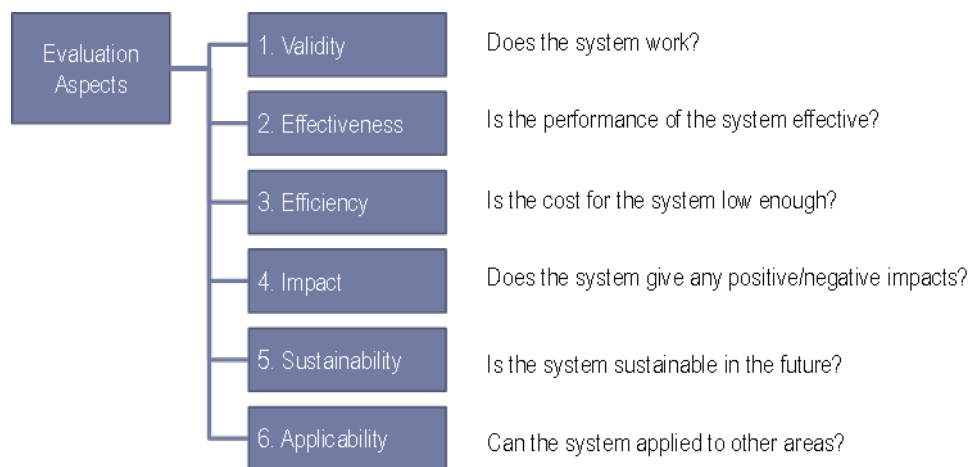 Evaluation
Aspects
1. Validity
Does the system work?
2. Effectiveness
Is the performance of the system effective?
3. Efficiency
Is the cost for the system low enough?
4. Impact
Does the system give any positive/negative impacts?
5. Sustainability
Is the system sustainable in the future?
6. Applicability
Can the system applied to other areas?